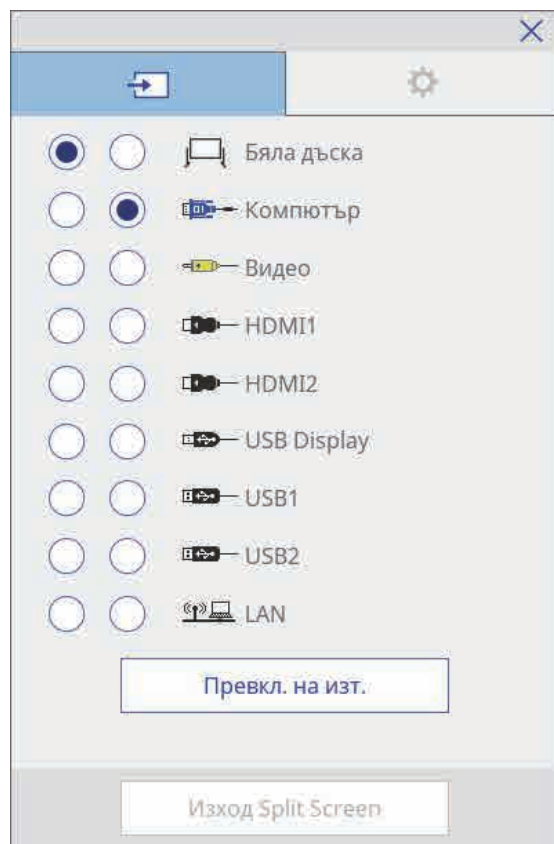 Бяла дъска
Компютър
Видео
HDMI1
HDMI2
USB Display
USB1
USB2
LAN
Превкл. на изт.
Изход Split Screen